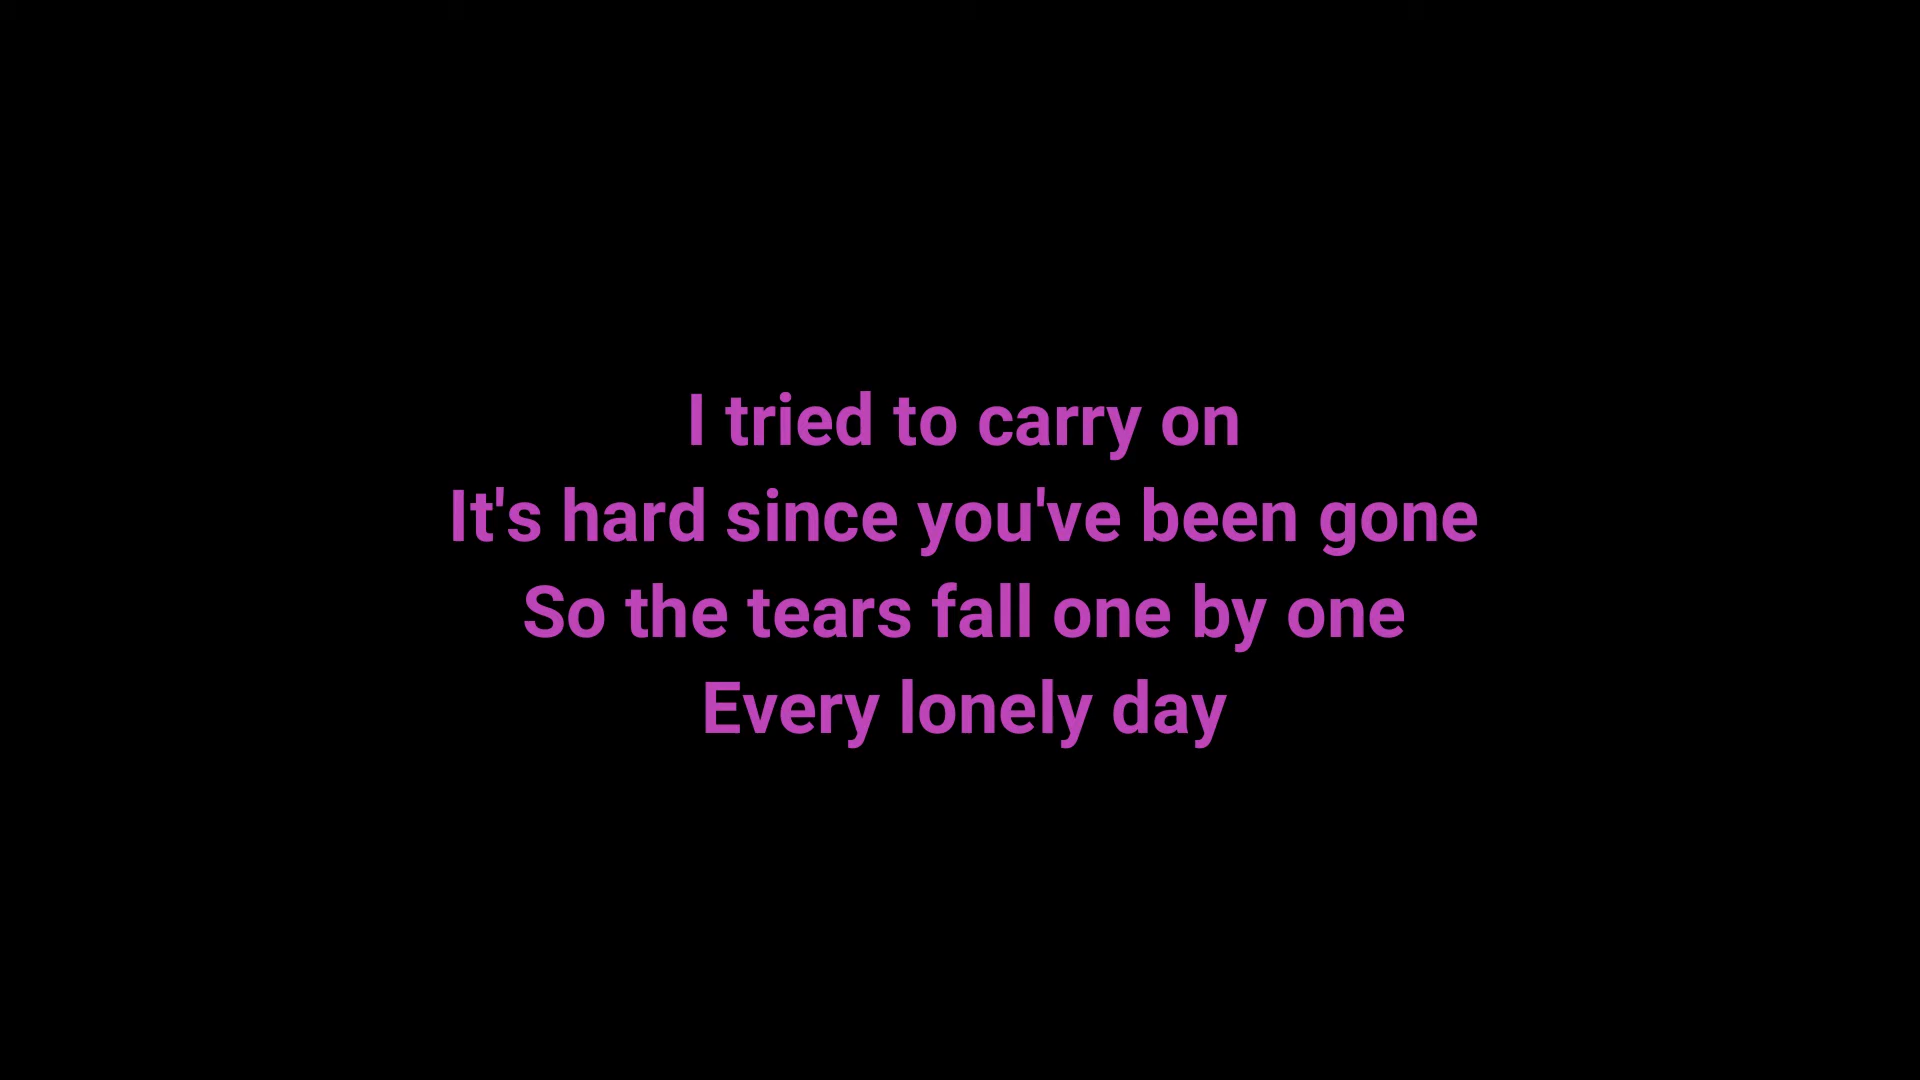 I tried to carry on
It's hard since you've been gone
So the tears fall one by one
Every lonely day